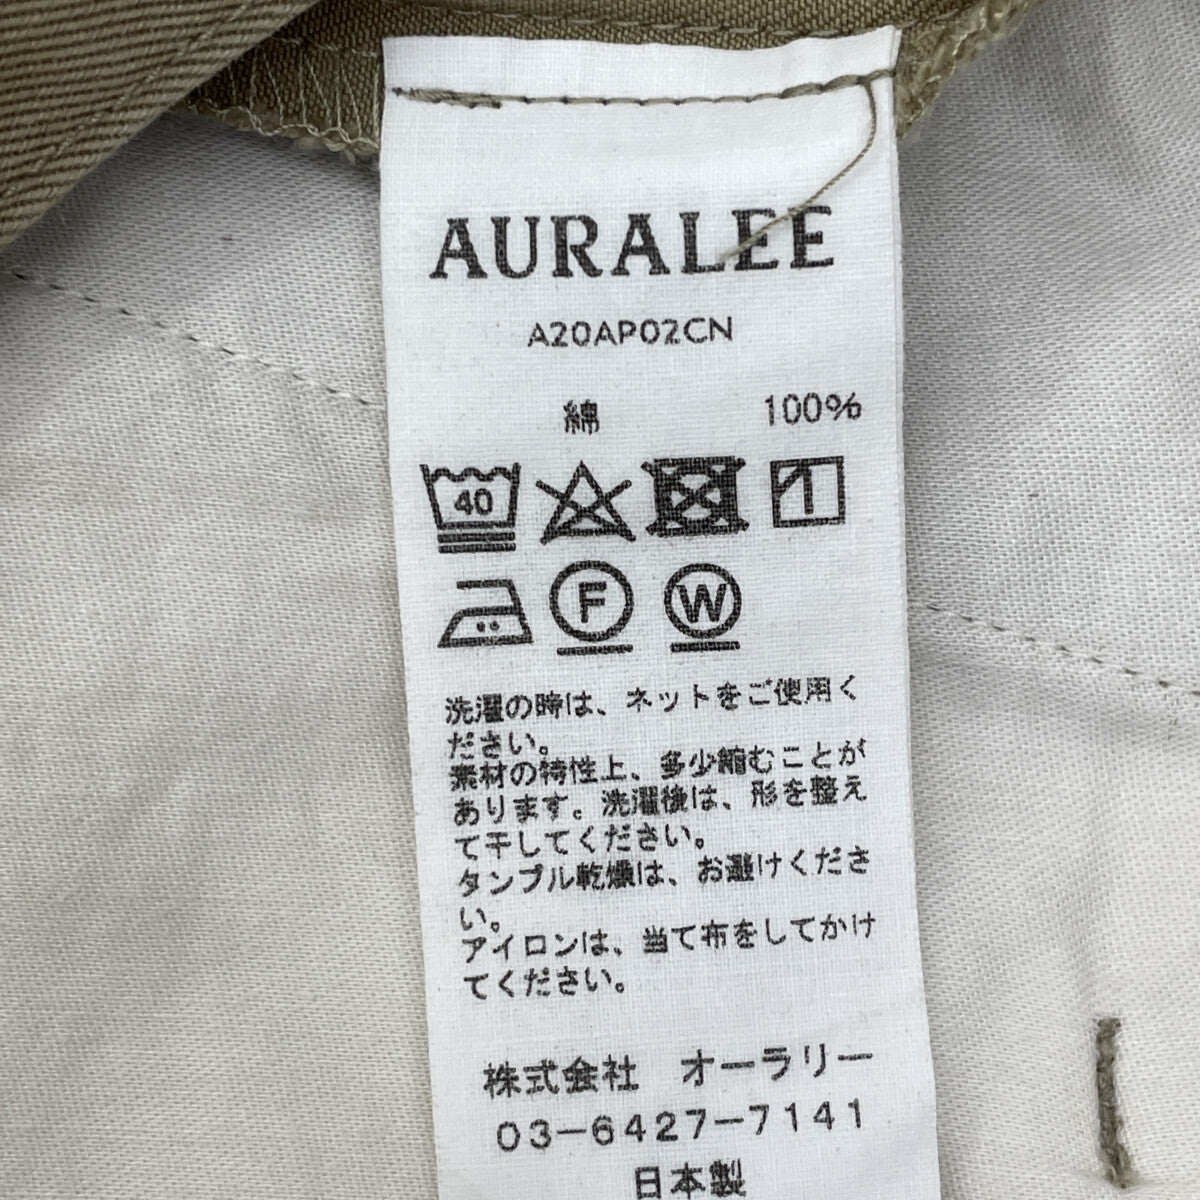 AURALEE
A20AP02CN
綿 100%
40
F W
洗濯の時は、ネットをご使用く
ださい。
素材の特性上、多少縮むことが
あります。洗濯後は、形を整え
て干してください。
タンブル乾燥は、お避けくださ
い。
アイロンは、当て布をしてかけ
てください。
株式会社 オーラリー
03-6427-7141
日本製